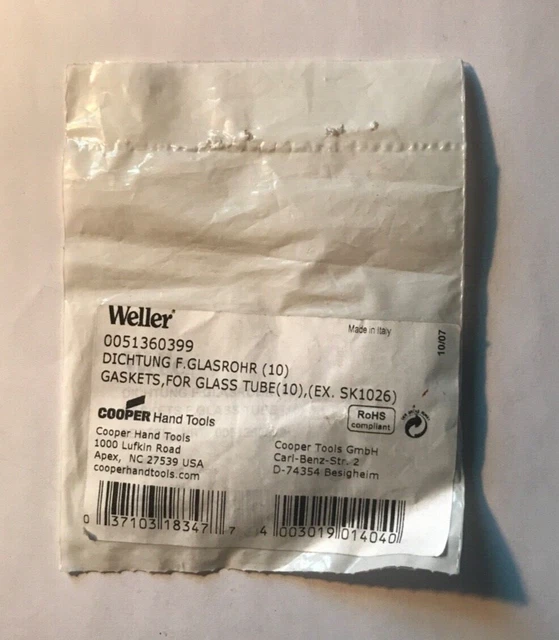 Weller
Made in Italy
10/07
0051360399
DICHTUNG F.GLASROHR (10)
GASKETS,FOR GLASS TUBE(10),(EX. SK1026)
COOPER Hand Tools
RoHS
compliant
Cooper Hand Tools
1000 Lufkin Road
Apex, NC 27539 USA
cooperhandtools.com
Cooper Tools GmbH
Carl-Benz-Str. 2
D-74354 Besigheim
0 37103 18347 7
4 003019 014040